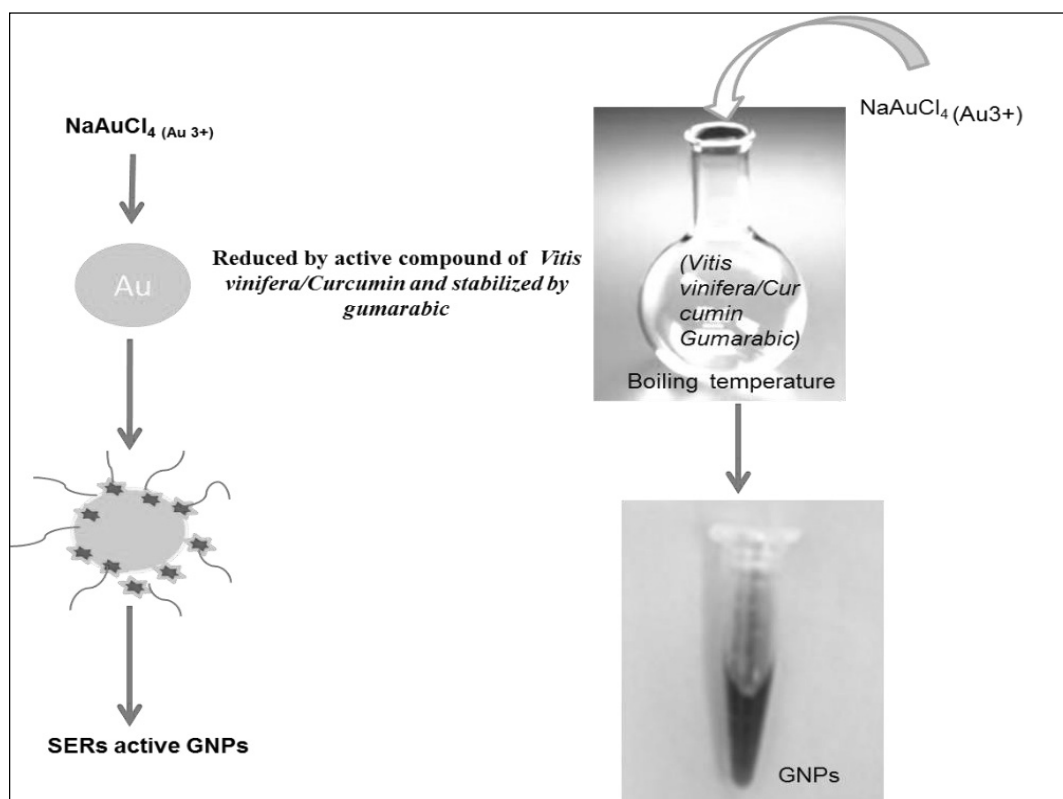 NaAuCl4 (Au 3+)
Au
Reduced by active compound of Vitis
vinifera/Curcumin and stabilized by
gumarabic
SERs active GNPs
NaAuCl4 (Au3+)
(Vitis
vinifera/Cur
cumin
Gumarabic)
Boiling temperature
GNPs